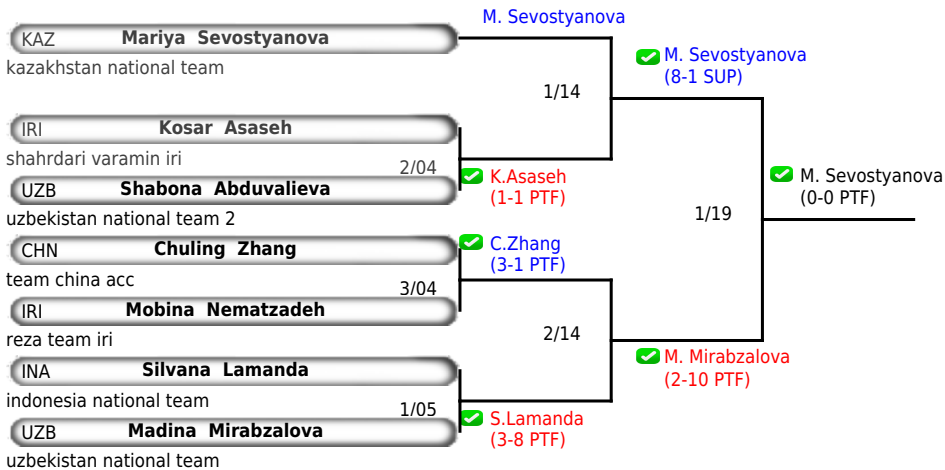 M. Sevostyanova
KAZ Mariya Sevostyanova
kazakhstan national team
M. Sevostyanova
(8-1 SUP)
1/14
IRI Kosar Asaseh
shahrdari varamin iri
2/04
UZB Shabona Abduvalieva
uzbekistan national team 2
K.Asaseh
(1-1 PTF)
M. Sevostyanova
(0-0 PTF)
1/19
CHN Chuling Zhang
team china acc
C.Zhang
(3-1 PTF)
3/04
IRI Mobina Nematzadeh
reza team iri
2/14
INA Silvana Lamanda
indonesia national team
M. Mirabzalova
(2-10 PTF)
1/05
UZB Madina Mirabzalova
uzbekistan national team
S.Lamanda
(3-8 PTF)